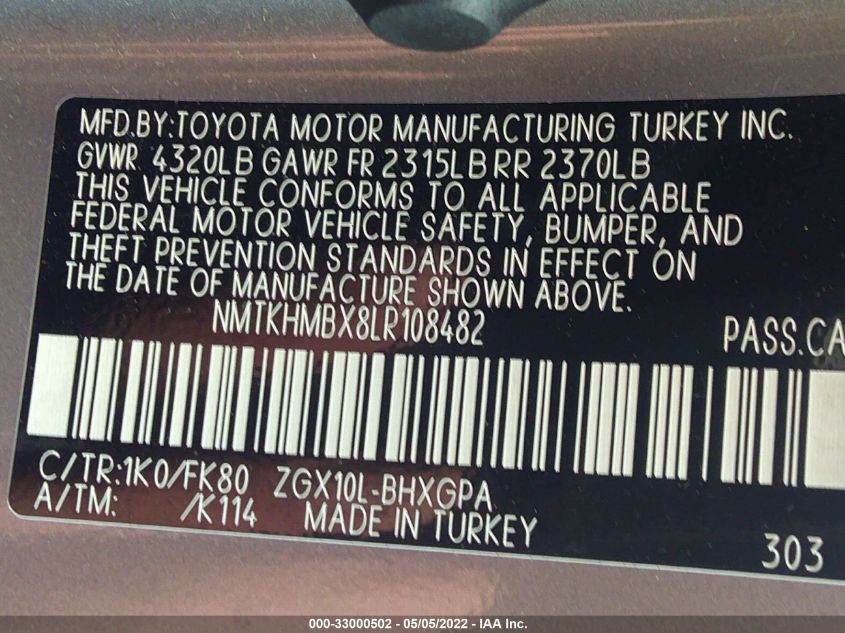 MFD.BY:TOYOTA MOTOR MANUFACTURING TURKEY INC.
GVWR 4320LB GAWR FR 2315LB RR 2370LB
THIS VEHICLE CONFORMS TO ALL APPLICABLE
FEDERAL MOTOR VEHICLE SAFETY, BUMPER, AND
THEFT PREVENTION STANDARDS IN EFFECT ON
THE DATE OF MANUFACTURE SHOWN ABOVE.
NMTKHMBX8LR108482 PASS.CA
C/TR:1K0/FK80 ZGX10L-BHXGPA
A/TM: /K114 MADE IN TURKEY
303
000-33000502 - 05/05/2022 - IAA Inc.